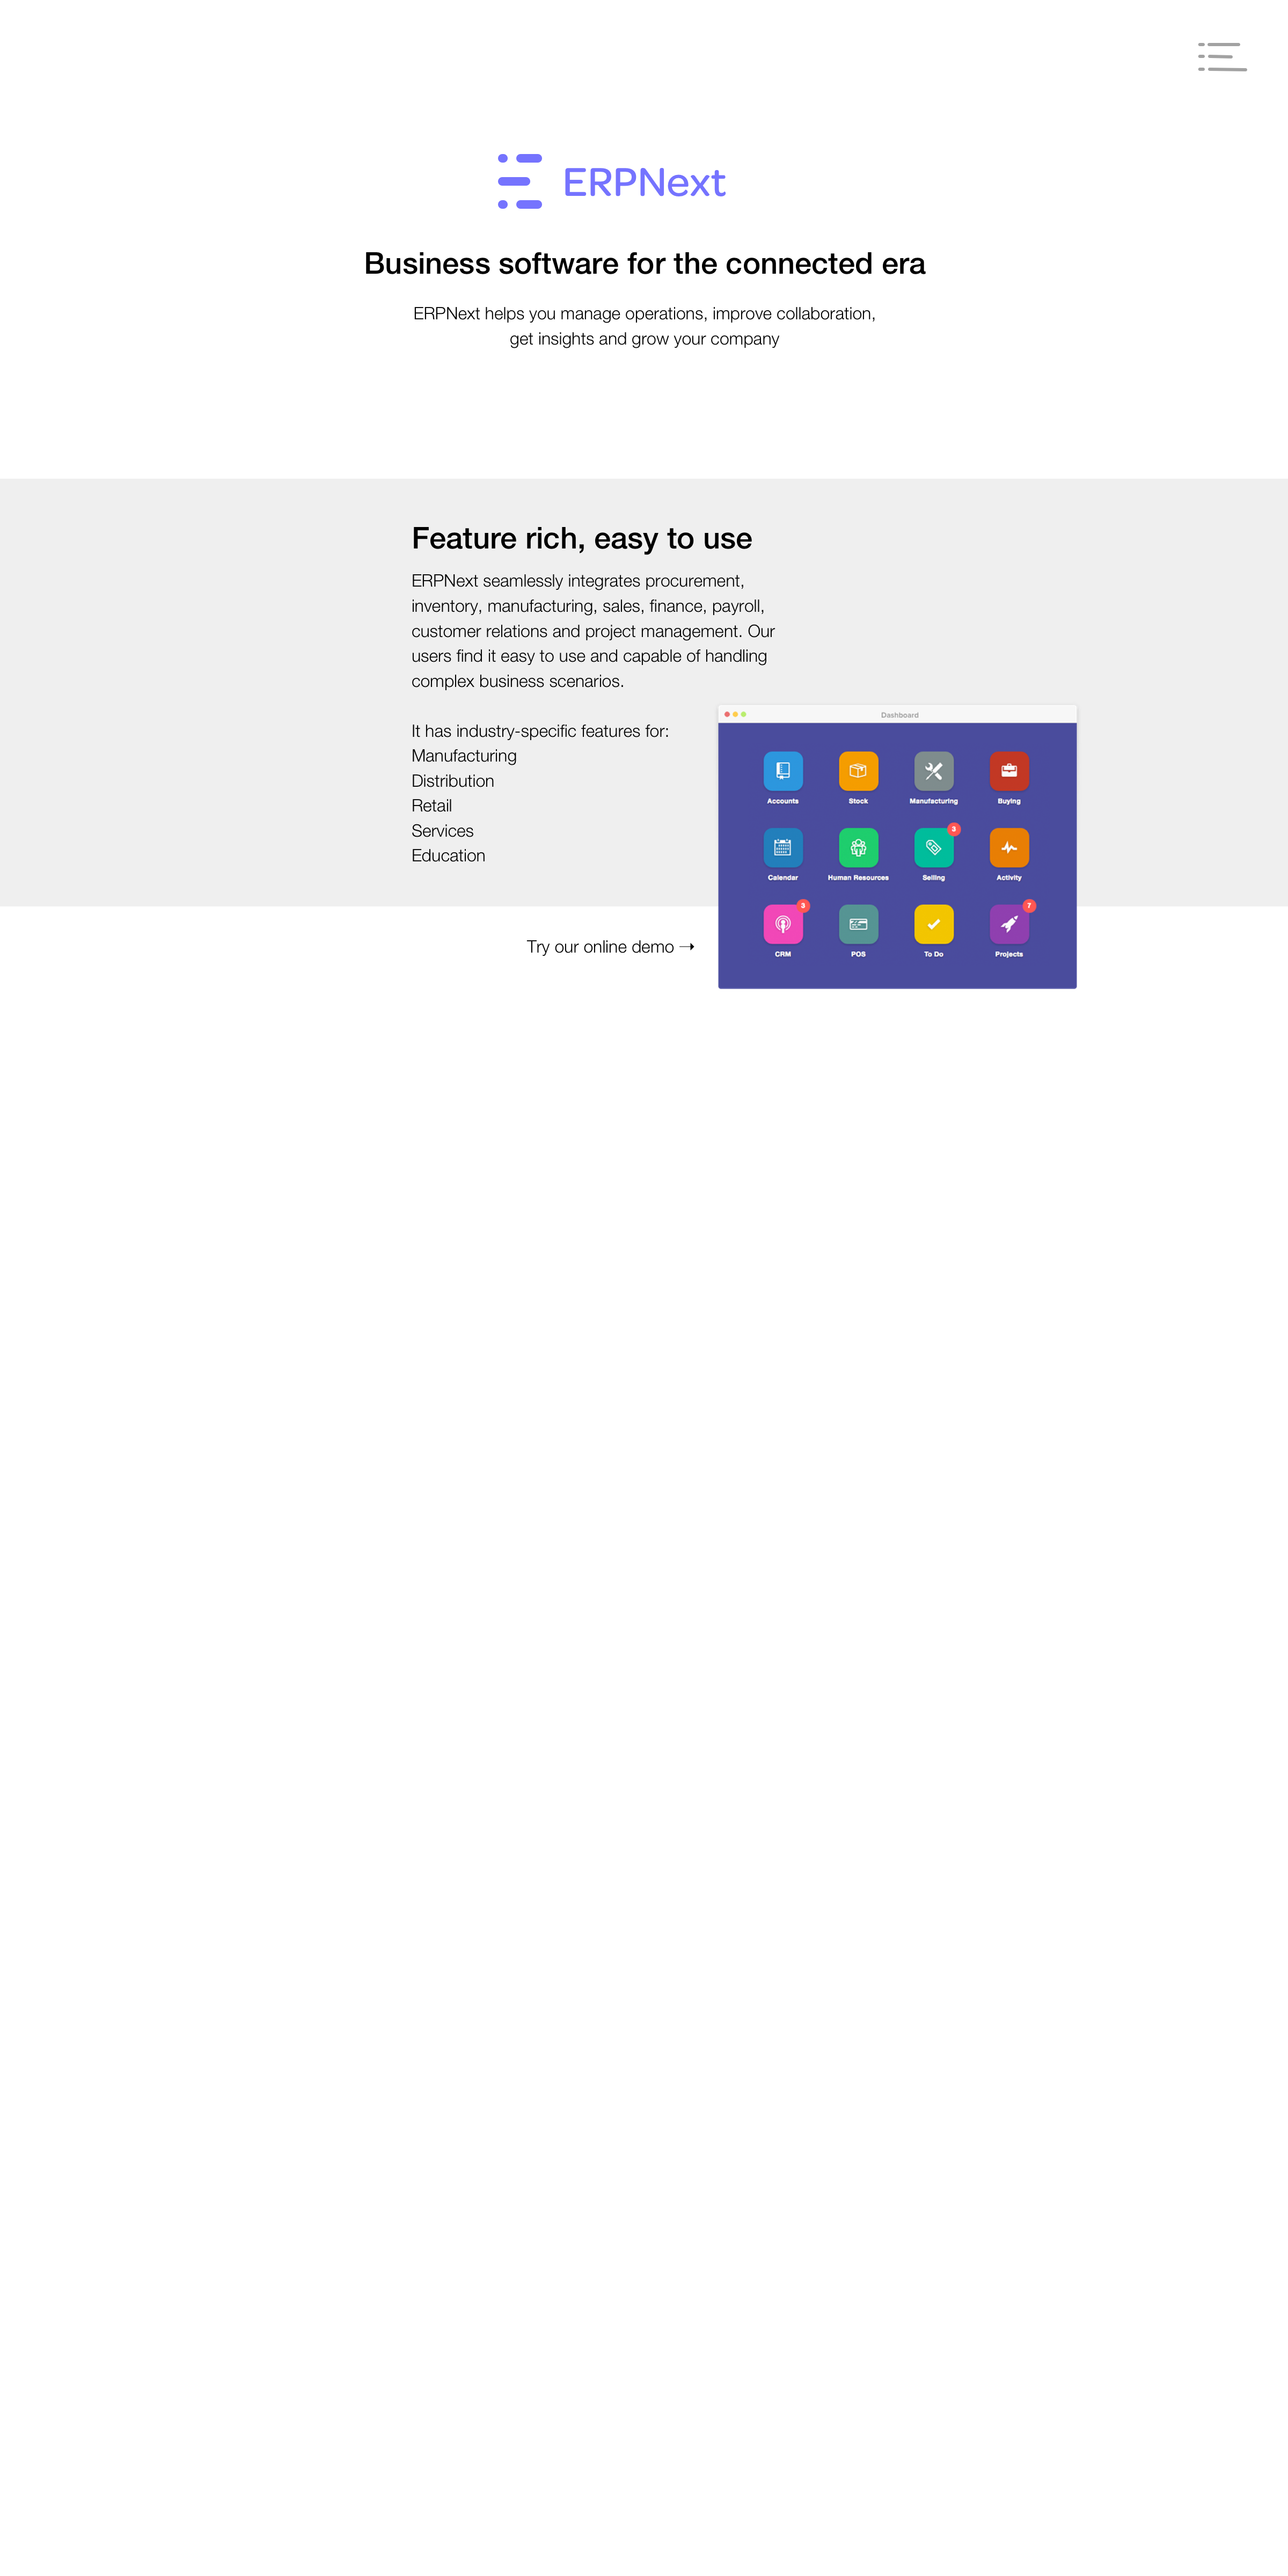 ERPNext
Business software for the connected era
ERPNext helps you manage operations, improve collaboration,
get insights and grow your company
Feature rich, easy to use
ERPNext seamlessly integrates procurement,
inventory, manufacturing, sales, finance, payroll,
customer relations and project management. Our
users find it easy to use and capable of handling
complex business scenarios.
It has industry-specific features for:
Manufacturing
Distribution
Retail
Services
Education
Try our online demo →
Dashboard
Accounts Stock Manufacturing Buying
3
Calendar Human Resources Selling Activity
3 7
CRM POS To Do Projects